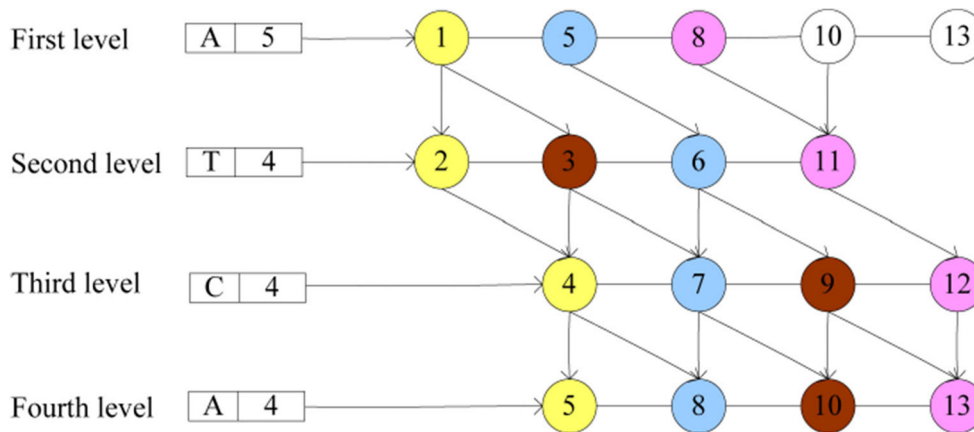 First level A 5 1 5 8 10 13
Second level T 4 2 3 6 11
Third level C 4 4 7 9 12
Fourth level A 4 5 8 10 13